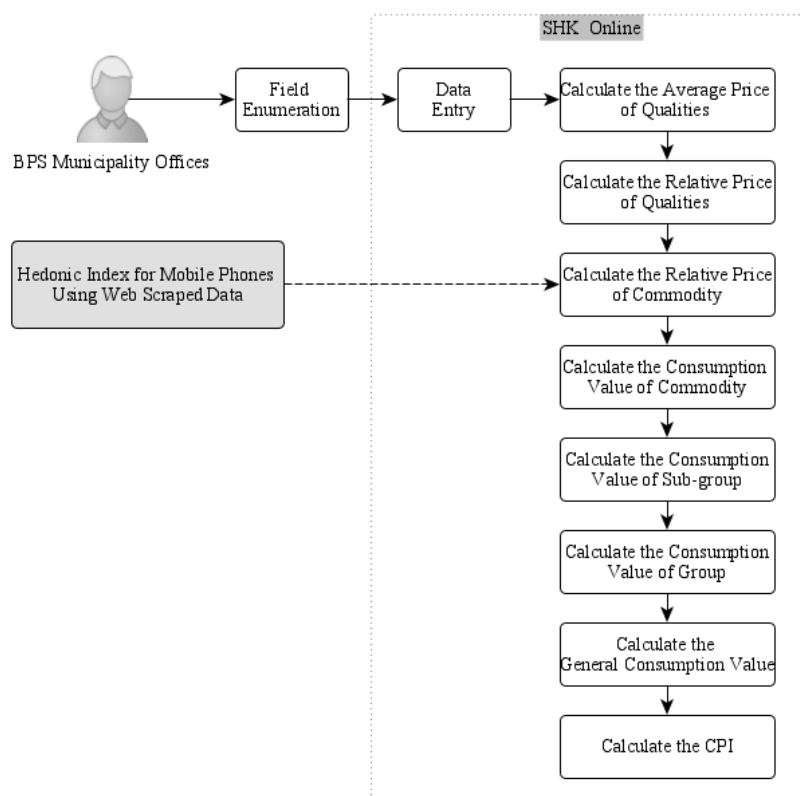 SHK Online
Field
Enumeration
Data
Entry
Calculate the Average Price
of Qualities
BPS Municipality Offices
Calculate the Relative Price
of Qualities
Hedonic Index for Mobile Phones
Using Web Scraped Data
Calculate the Relative Price
of Commodity
Calculate the Consumption
Value of Commodity
Calculate the Consumption
Value of Sub-group
Calculate the Consumption
Value of Group
Calculate the
General Consumption Value
Calculate the CPI